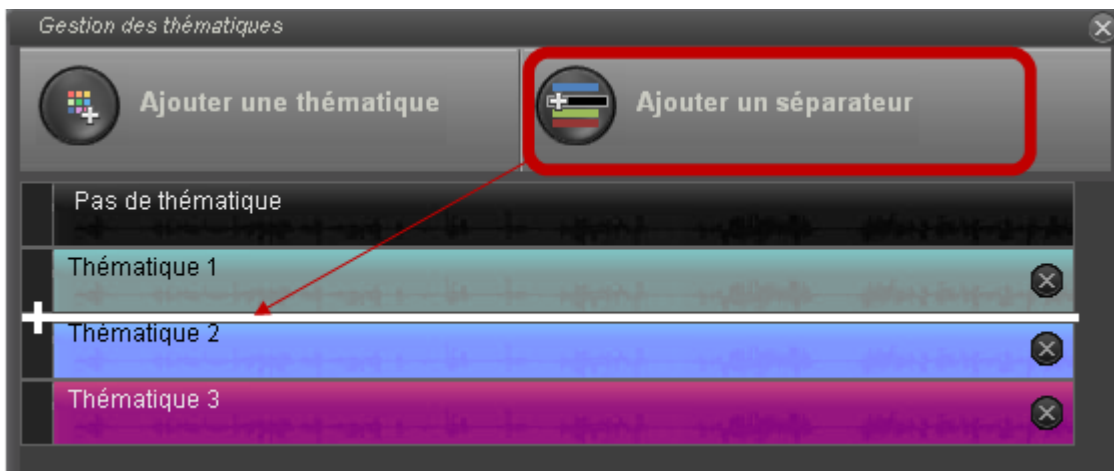 Gestion des thématiques
Ajouter une thématique
Ajouter un séparateur
Pas de thématique
Thématique 1
Thématique 2
Thématique 3